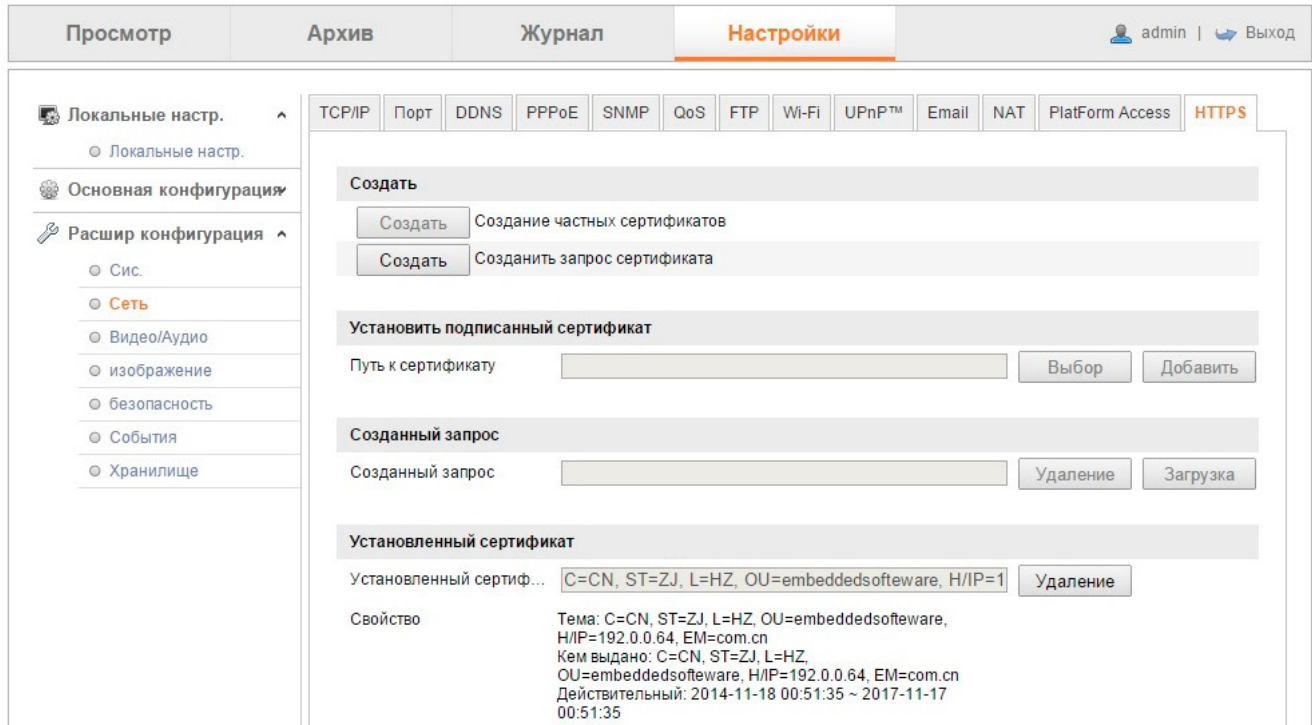 Просмотр Архив Журнал Настройки admin | Выход
TCP/IP Порт DDNS PPPoE SNMP QoS FTP Wi-Fi UPnP™ Email NAT PlatForm Access HTTPS
Локальные настр.
Локальные настр.
Основная конфигурация
Расшир конфигурация
Сис.
Сеть
Видео/Аудио
изображение
безопасность
События
Хранилище
Создать
Создать Создание частных сертификатов
Создать Созданить запрос сертификата
Установить подписанный сертификат
Путь к сертификату Выбор Добавить
Созданный запрос
Созданный запрос Удаление Загрузка
Установленный сертификат
Установленный сертиф... C=CN, ST=ZJ, L=HZ, OU=embeddedsofteware, H/IP=1 Удаление
Свойство Тема: C=CN, ST=ZJ, L=HZ, OU=embeddedsofteware,
H/IP=192.0.0.64, EM=com.cn
Кем выдано: C=CN, ST=ZJ, L=HZ,
OU=embeddedsofteware, H/IP=192.0.0.64, EM=com.cn
Действительный: 2014-11-18 00:51:35 ~ 2017-11-17
00:51:35